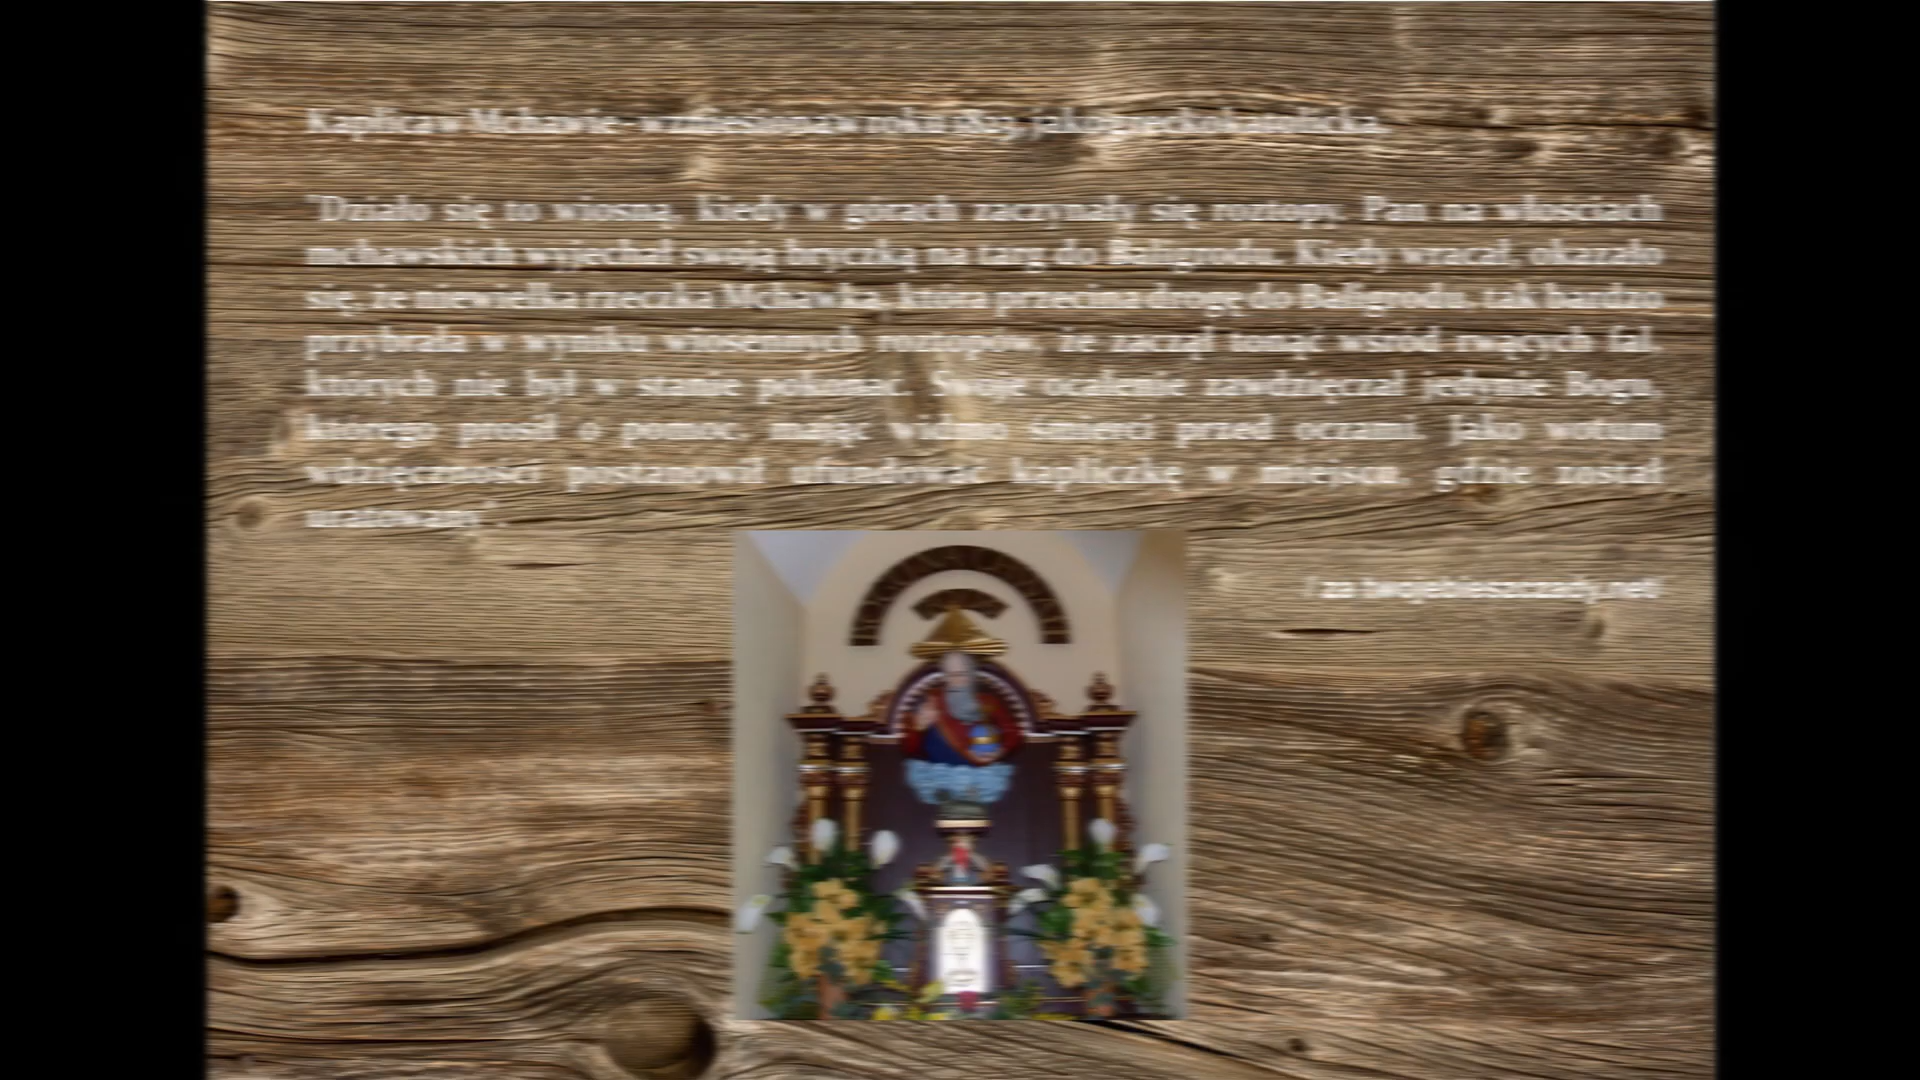 Kaplica w Mchawie- wzniesiona w roku jako greckokatolicka.
"Działo się to wiosną, kiedy w górach zaczynały się roztopy. Pan na włościach
mchawskich wyjechał swoją bryczką na targ do Baligrodu. Kiedy wracał, okazało
się, że niewielka rzeczka Mchawka, która przecina drogę do Baligrodu, tak bardzo
przybrała w wyniku wiosennych roztopów, że zaczął tonąć wśród rwących fal,
których nie był w stanie pokonać. Swoje ocalenie zawdzięczał jedynie Bogu,
którego prosił o pomoc, mając widmo śmierci przed oczami. Jako wotum
wdzięczności postanowił ufundować kapliczkę w miejscu, gdzie został
uratowany".
/ za twojebieszczady.net/